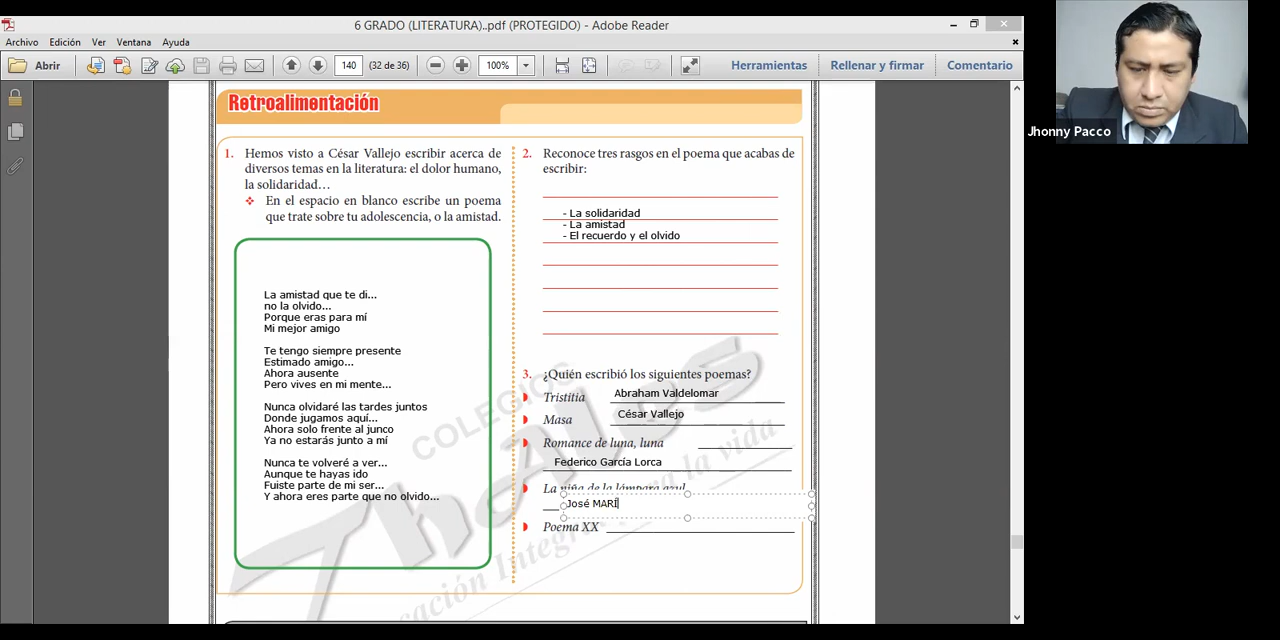 6 GRADO (LITERATURA)..pdf (PROTEGIDO) - Adobe Reader
Archivo Edición Ver Ventana Ayuda
Abrir 140 (32 de 36) 100% Herramientas Rellenar y firmar Comentario
Jhonny Pacco
Retroalimentación
1. Hemos visto a César Vallejo escribir acerca de
diversos temas en la literatura: el dolor humano,
la solidaridad…
En el espacio en blanco escribe un poema
que trate sobre tu adolescencia, o la amistad.
La amistad que te di...
no la olvido...
Porque eras para mí
Mi mejor amigo
Te tengo siempre presente
Estimado amigo...
Ahora ausente
Pero vives en mi mente...
Nunca olvidaré las tardes juntos
Donde jugamos aquí...
Ahora solo frente al junco
Ya no estarás junto a mí
Nunca te volveré a ver...
Aunque te hayas ido
Fuiste parte de mi ser...
Y ahora eres parte que no olvido...
2. Reconoce tres rasgos en el poema que acabas de
escribir:
- La solidaridad
- La amistad
- El recuerdo y el olvido
3. ¿Quién escribió los siguientes poemas?
Tristitia Abraham Valdelomar
Masa César Vallejo
Romance de luna, luna
Federico García Lorca
La niña de la lámpara azul
José MARÍ
Poema XX
COLEGIOS
Thales
Educación Integral para la vida